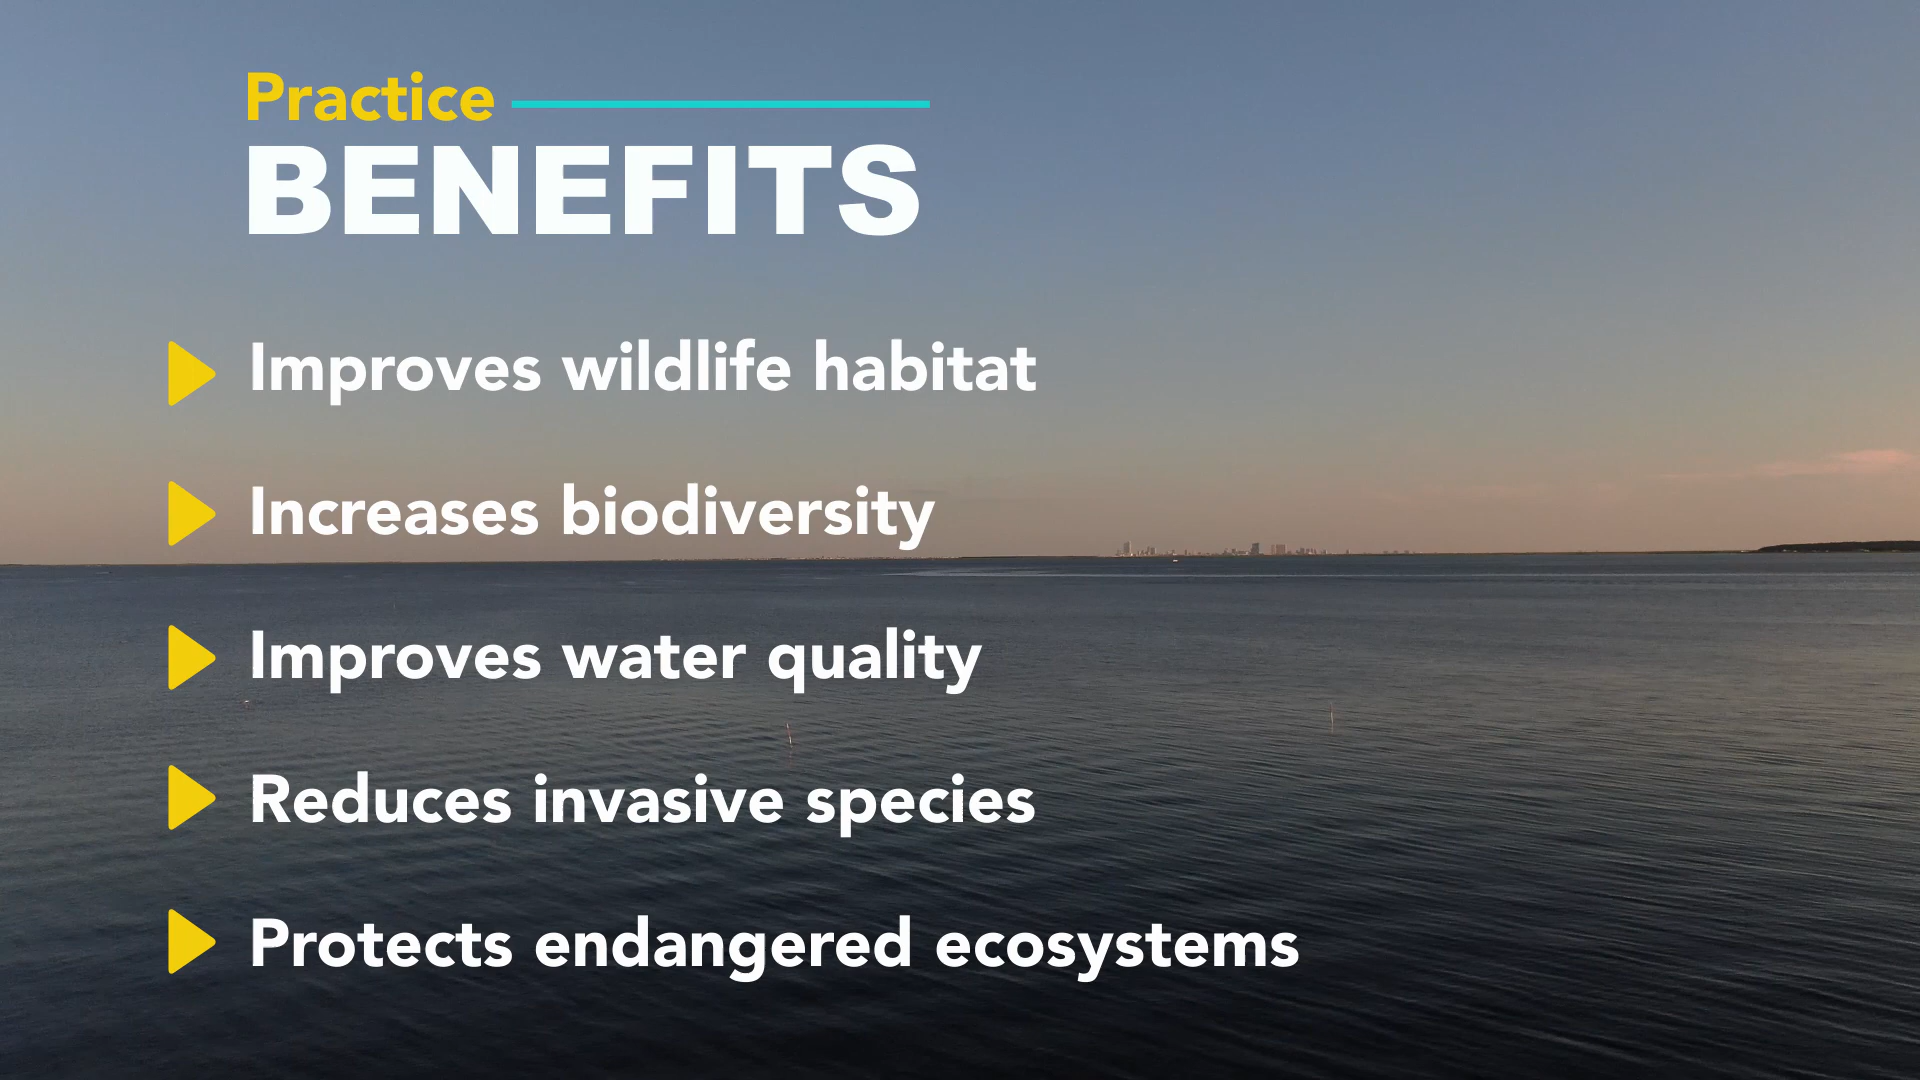 Practice
BENEFITS
Improves wildlife habitat
Increases biodiversity
Improves water quality
Reduces invasive species
Protects endangered ecosystems